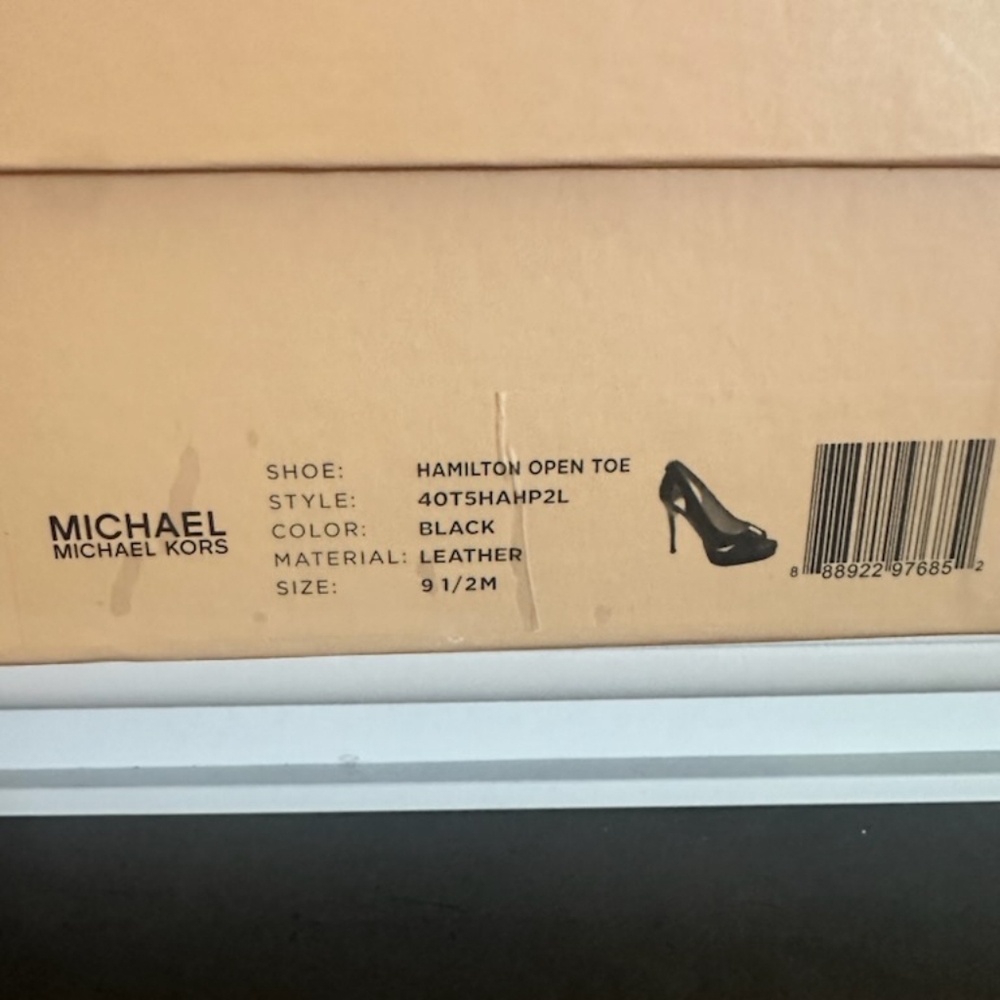 MICHAEL
MICHAEL KORS
SHOE: HAMILTON OPEN TOE
STYLE: 40T5HAHP2L
COLOR: BLACK
MATERIAL: LEATHER
SIZE: 9 1/2M
8 88922 97685 2